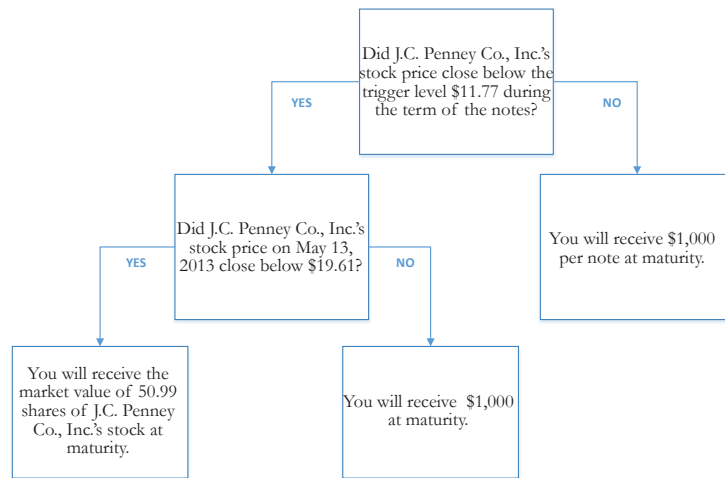 Did J.C. Penney Co., Inc.'s
stock price close below the
trigger level $11.77 during
the term of the notes?
YES
NO
Did J.C. Penney Co., Inc.'s
stock price on May 13,
2013 close below $19.61?
You will receive $1,000
per note at maturity.
YES
NO
You will receive the
market value of 50.99
shares of J.C. Penney
Co., Inc.'s stock at
maturity.
You will receive $1,000
at maturity.